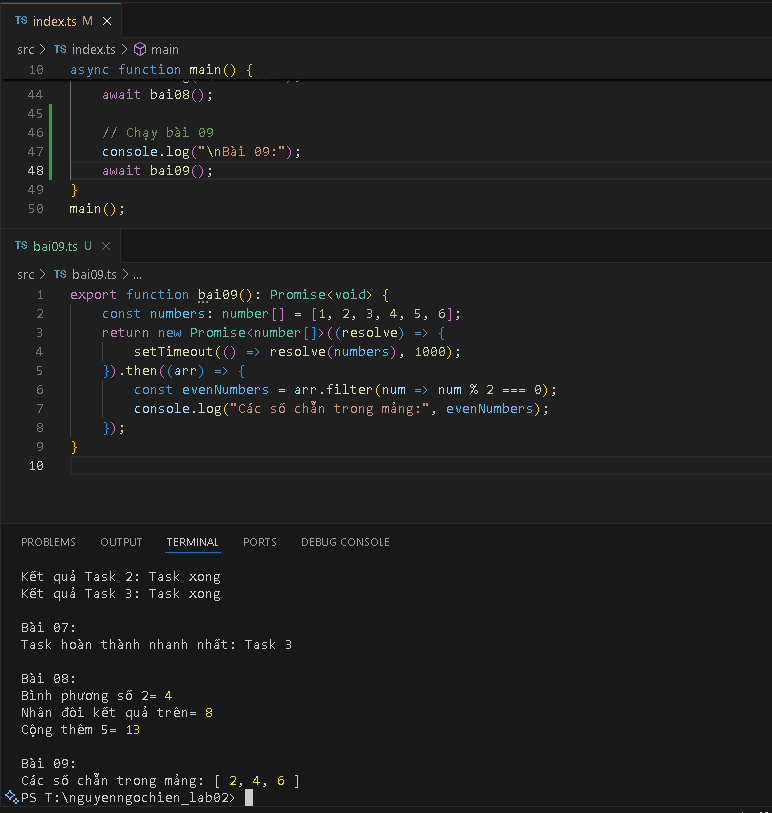 TS index.ts M ×
src > TS index.ts > main
10 async function main() {
44 await bai08();
45
46 // Chạy bài 09
47 console.log("\nBài 09:");
48 await bai09();
49 }
50 main();
TS bai09.ts U ×
src > TS bai09.ts > ...
1 export function bai09(): Promise<void> {
2 const numbers: number[] = [1, 2, 3, 4, 5, 6];
3 return new Promise<number[]>((resolve) => {
4 setTimeout(() => resolve(numbers), 1000);
5 }).then((arr) => {
6 const evenNumbers = arr.filter(num => num % 2 === 0);
7 console.log("Các số chẵn trong mảng:", evenNumbers);
8 });
9 }
10
PROBLEMS OUTPUT TERMINAL PORTS DEBUG CONSOLE
Kết quả Task 2: Task xong
Kết quả Task 3: Task xong
Bài 07:
Task hoàn thành nhanh nhất: Task 3
Bài 08:
Bình phương số 2= 4
Nhân đôi kết quả trên= 8
Cộng thêm 5= 13
Bài 09:
Các số chẵn trong mảng: [ 2, 4, 6 ]
PS T:\nguyenngochien_lab02>